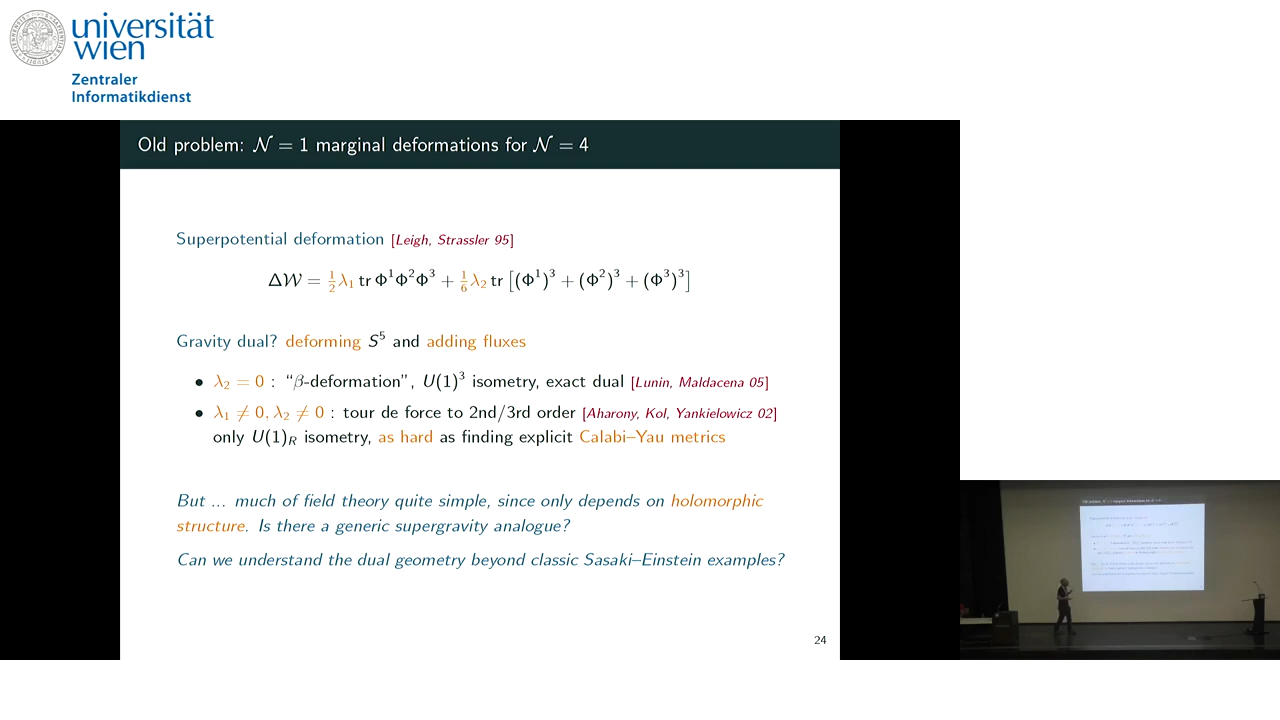 universität
wien
Zentraler
Informatikdienst
Old problem: 𝒩 = 1 marginal deformations for 𝒩 = 4
Superpotential deformation [Leigh, Strassler 95]
Δ𝒲 = ½λ₁ tr Φ¹Φ²Φ³ + ⅙λ₂ tr [(Φ¹)³ + (Φ²)³ + (Φ³)³]
Gravity dual? deforming S⁵ and adding fluxes
• λ₂ = 0 : “β-deformation”, U(1)³ isometry, exact dual [Lunin, Maldacena 05]
• λ₁ ≠ 0, λ₂ ≠ 0 : tour de force to 2nd/3rd order [Aharony, Kol, Yankielowicz 02]
only U(1)_R isometry, as hard as finding explicit Calabi–Yau metrics
But ... much of field theory quite simple, since only depends on holomorphic
structure. Is there a generic supergravity analogue?
Can we understand the dual geometry beyond classic Sasaki–Einstein examples?
24